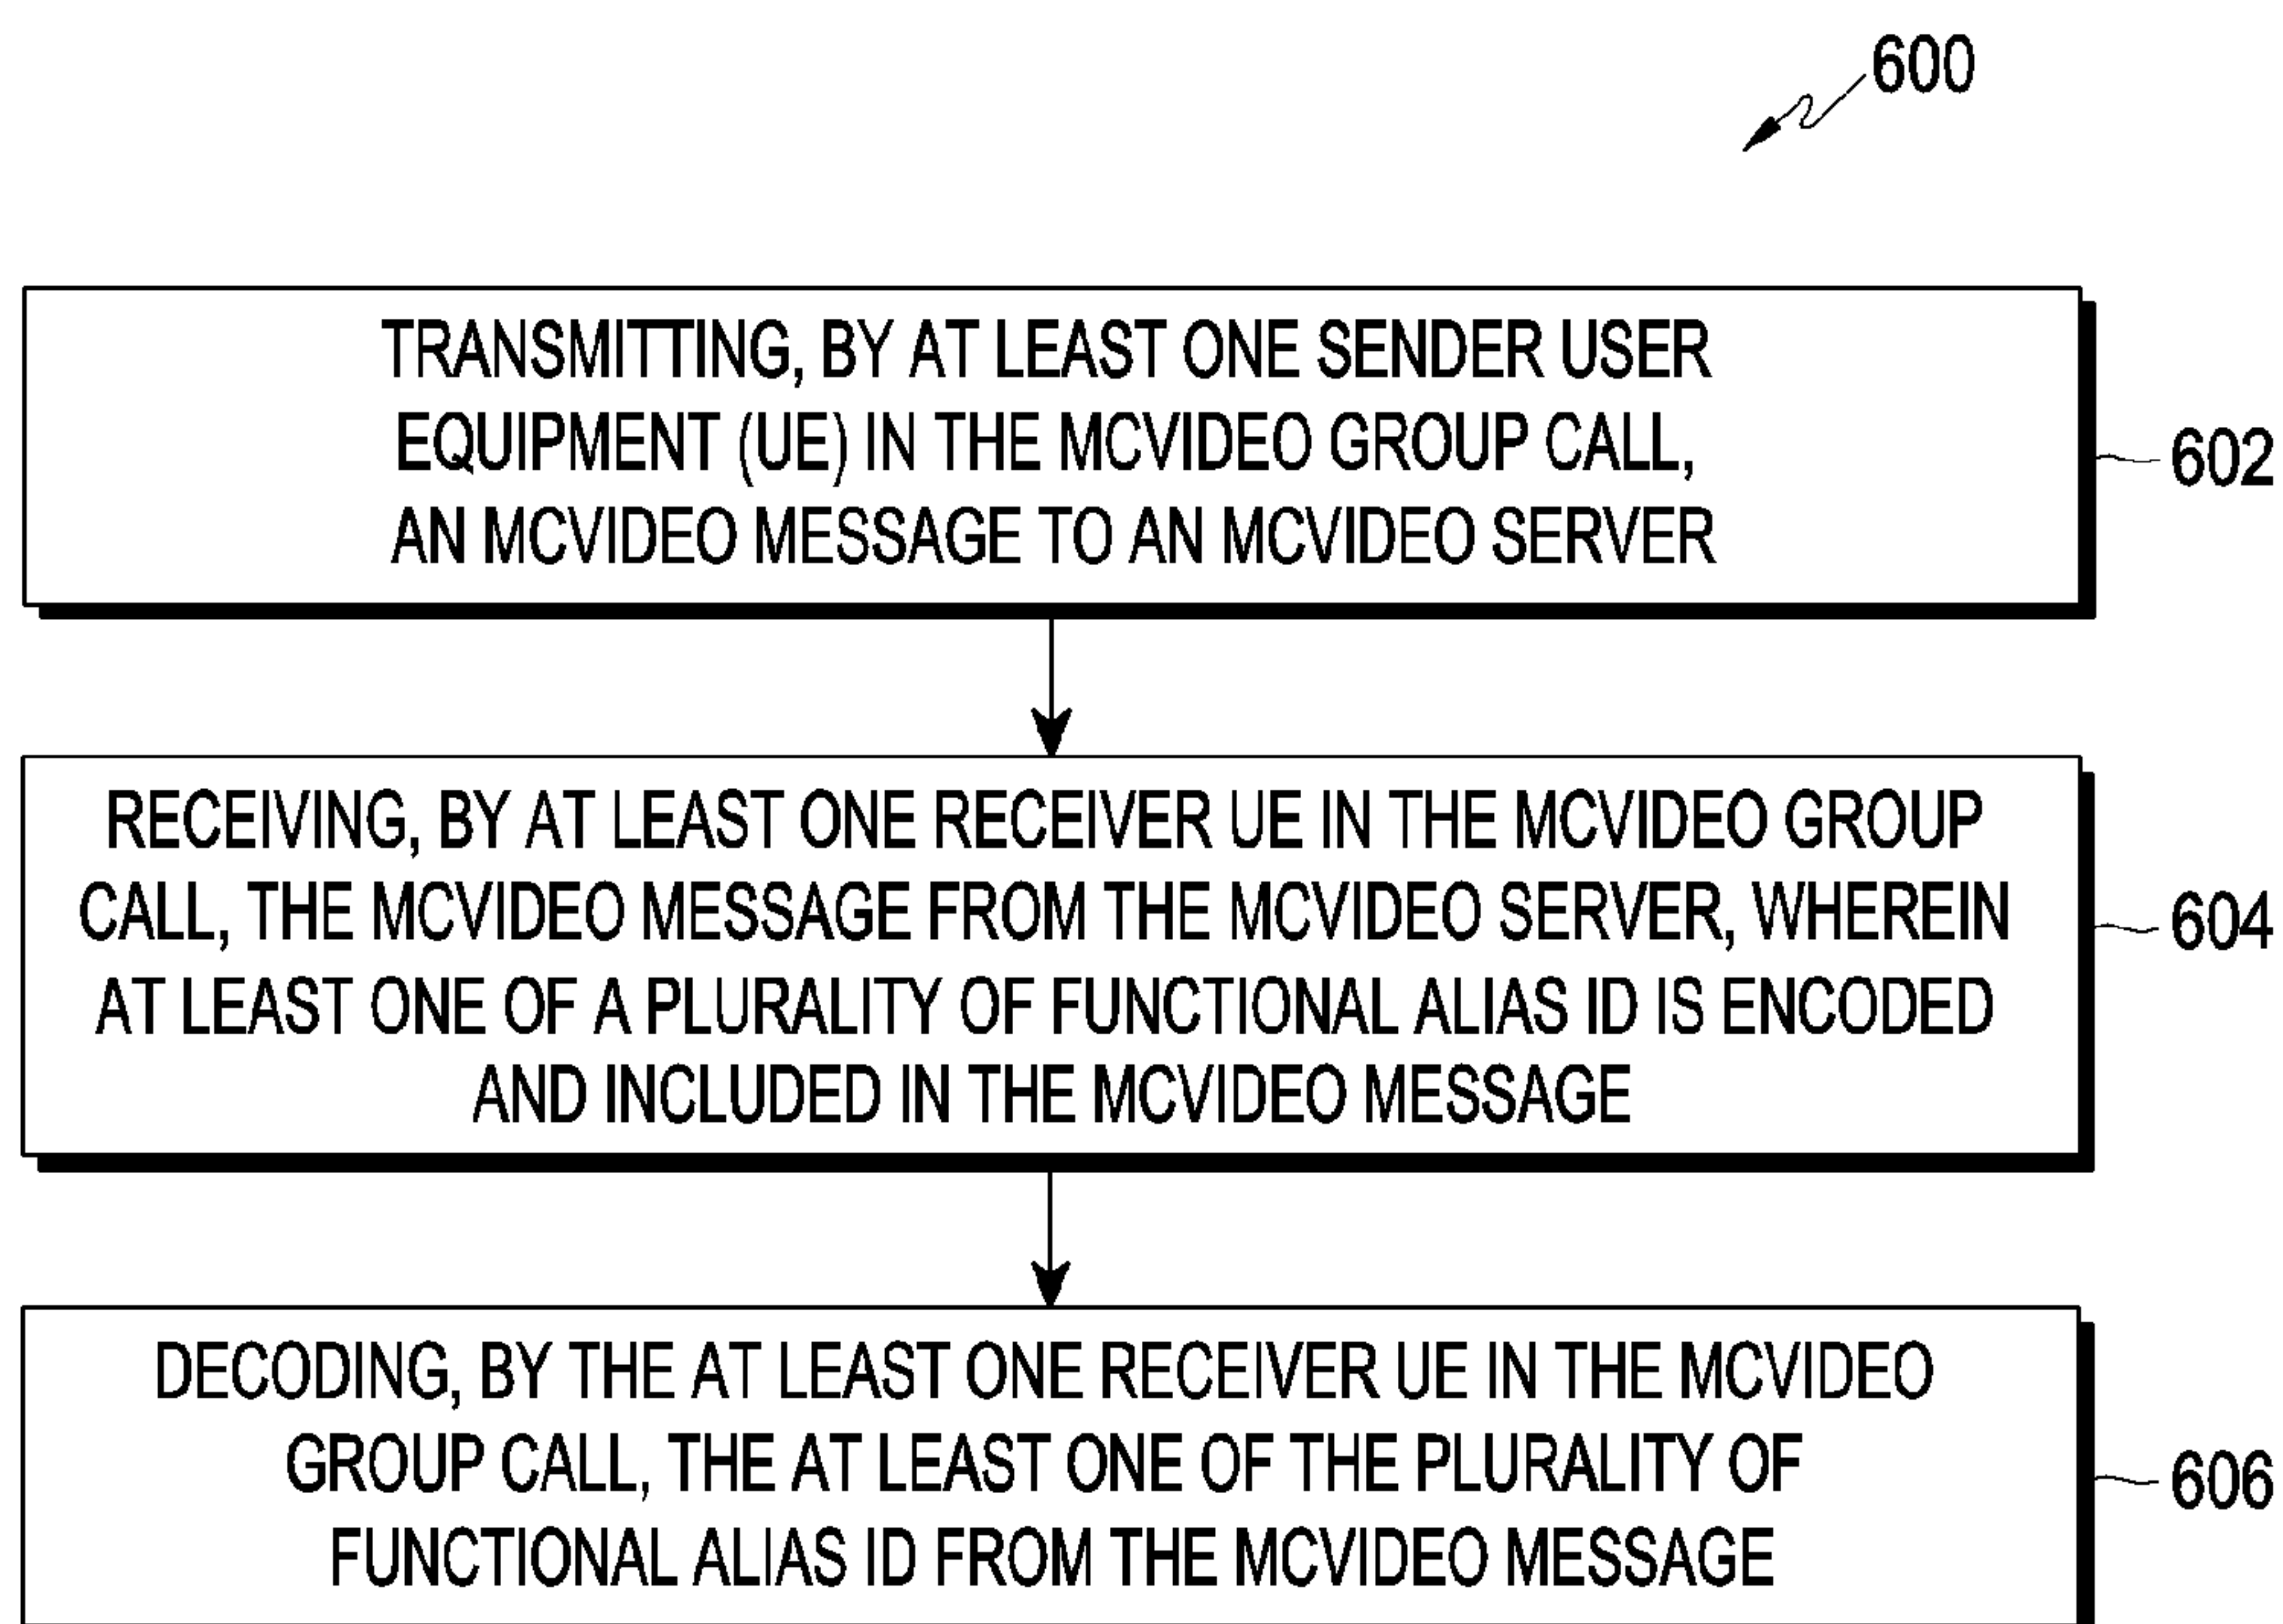 600
TRANSMITTING, BY AT LEAST ONE SENDER USER
EQUIPMENT (UE) IN THE MCVIDEO GROUP CALL,
AN MCVIDEO MESSAGE TO AN MCVIDEO SERVER
602
RECEIVING, BY AT LEAST ONE RECEIVER UE IN THE MCVIDEO GROUP
CALL, THE MCVIDEO MESSAGE FROM THE MCVIDEO SERVER, WHEREIN
AT LEAST ONE OF A PLURALITY OF FUNCTIONAL ALIAS ID IS ENCODED
AND INCLUDED IN THE MCVIDEO MESSAGE
604
DECODING, BY THE AT LEAST ONE RECEIVER UE IN THE MCVIDEO
GROUP CALL, THE AT LEAST ONE OF THE PLURALITY OF
FUNCTIONAL ALIAS ID FROM THE MCVIDEO MESSAGE
606